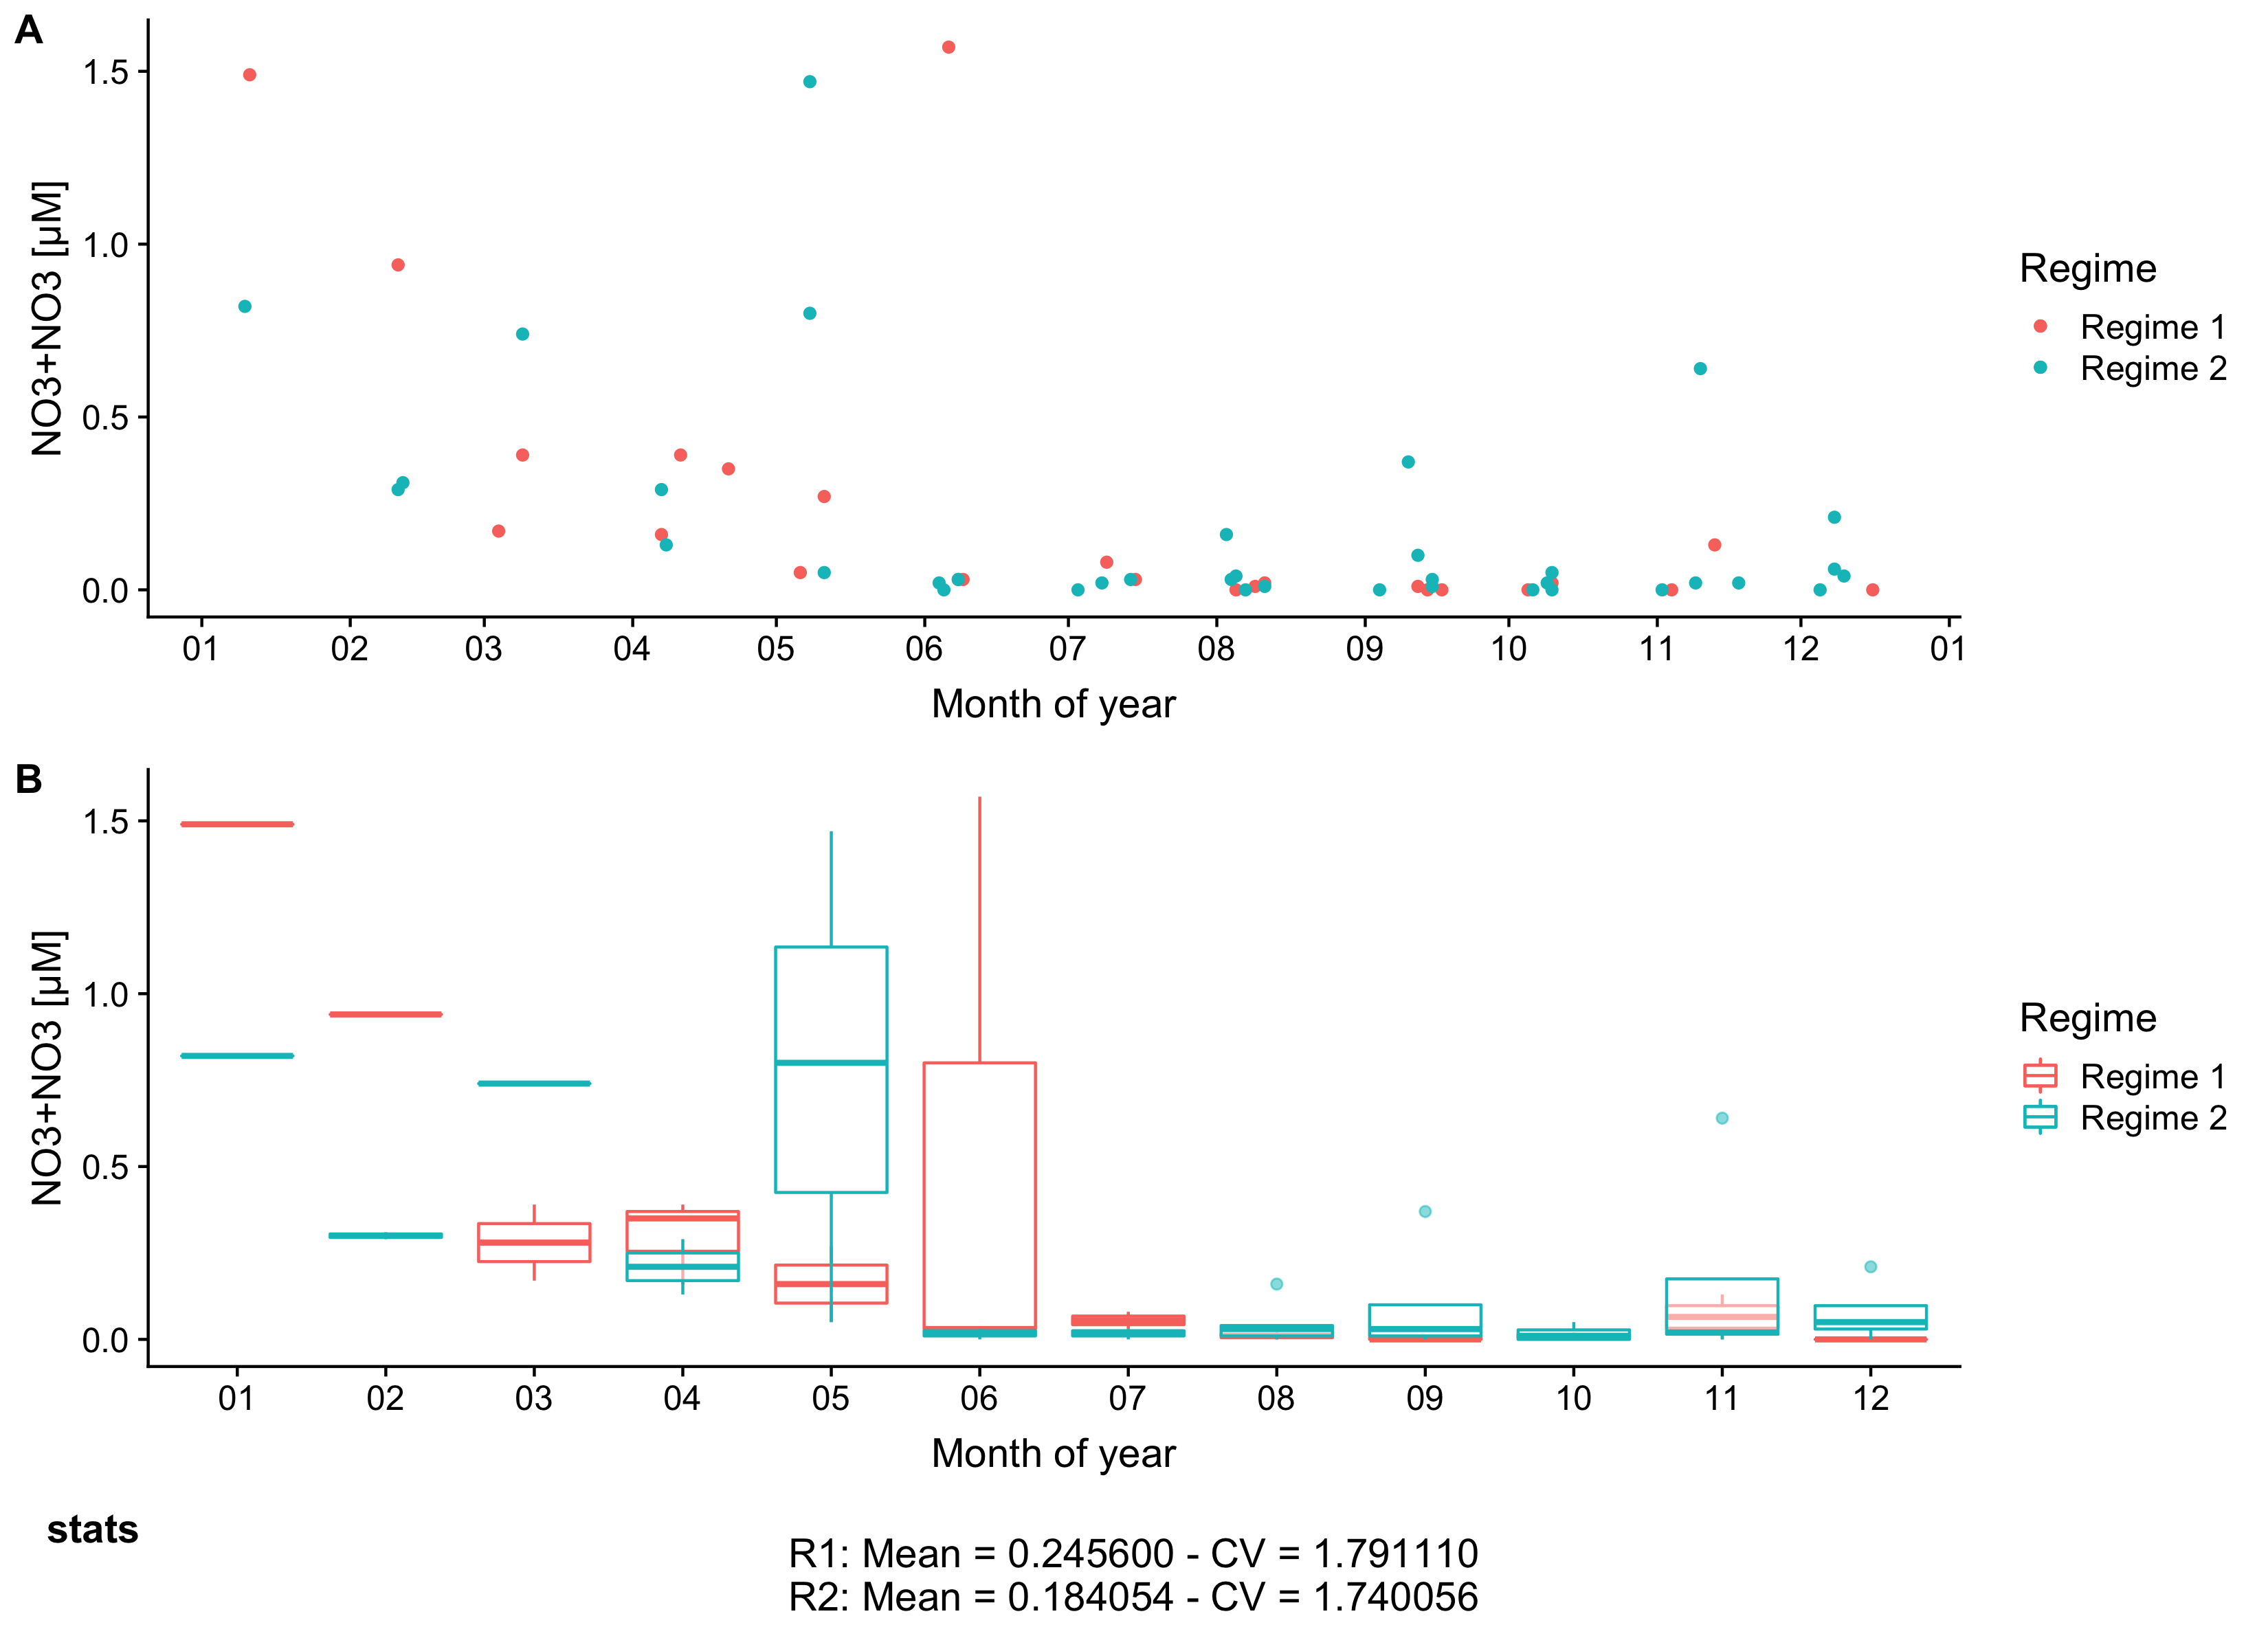 A
NO3+NO3 [µM]
1.5
1.0
0.5
0.0
01 02 03 04 05 06 07 08 09 10 11 12 01
Month of year
Regime
Regime 1
Regime 2
B
NO3+NO3 [µM]
1.5
1.0
0.5
0.0
01 02 03 04 05 06 07 08 09 10 11 12
Month of year
Regime
Regime 1
Regime 2
stats
R1: Mean = 0.245600 - CV = 1.791110
R2: Mean = 0.184054 - CV = 1.740056